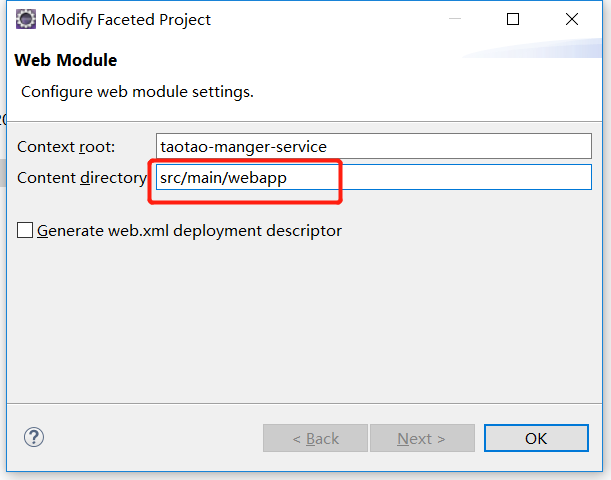 Modify Faceted Project
Web Module
Configure web module settings.
Context root: taotao-manger-service
Content directory src/main/webapp
Generate web.xml deployment descriptor
?
< Back Next > OK